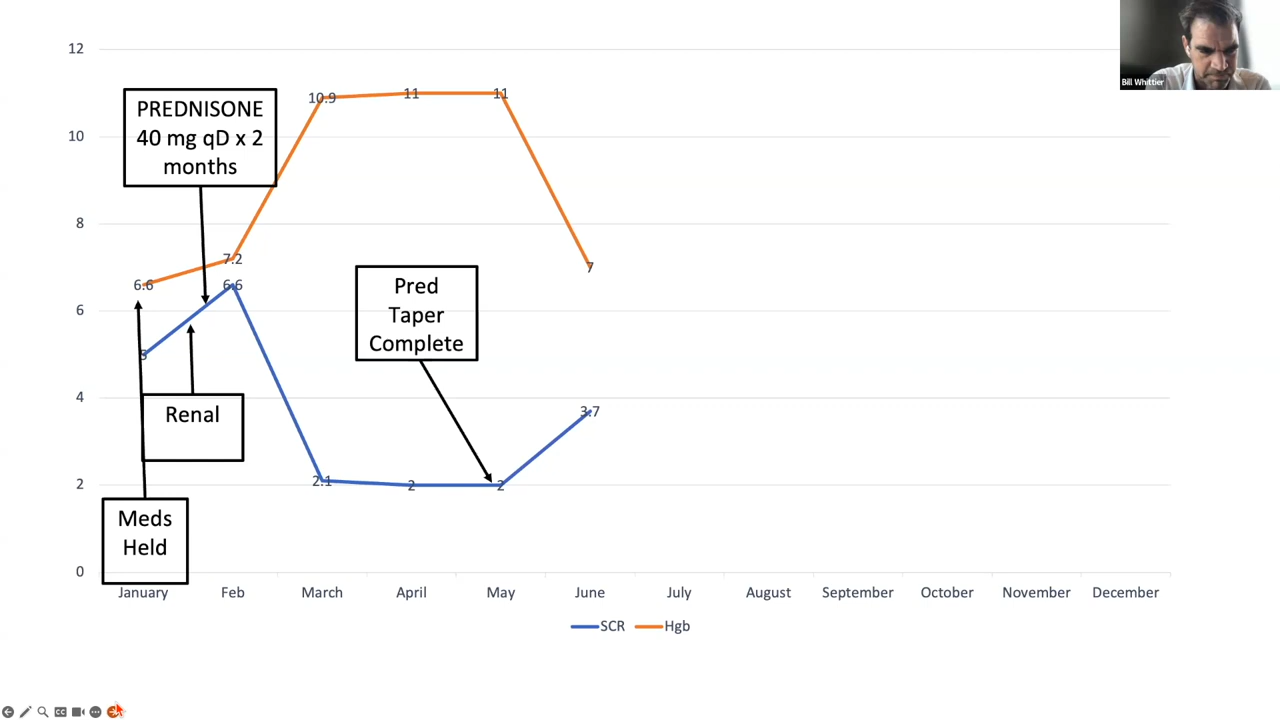 Bill Whittier
12
10
8
6
4
2
0
PREDNISONE
40 mg qD x 2
months
Pred
Taper
Complete
Renal
Meds
Held
10.9
11
11
7.2
6.6
6.6
7
5
2.1
2
2
3.7
January
Feb
March
April
May
June
July
August
September
October
November
December
SCR
Hgb
CC